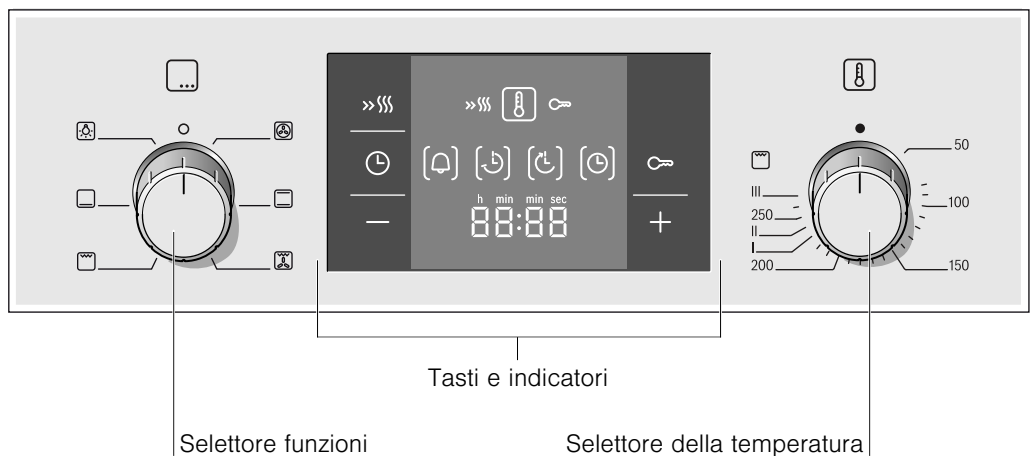 h min min sec
88:88
50
100
150
200
I
II
250
III
Tasti e indicatori
Selettore funzioni
Selettore della temperatura